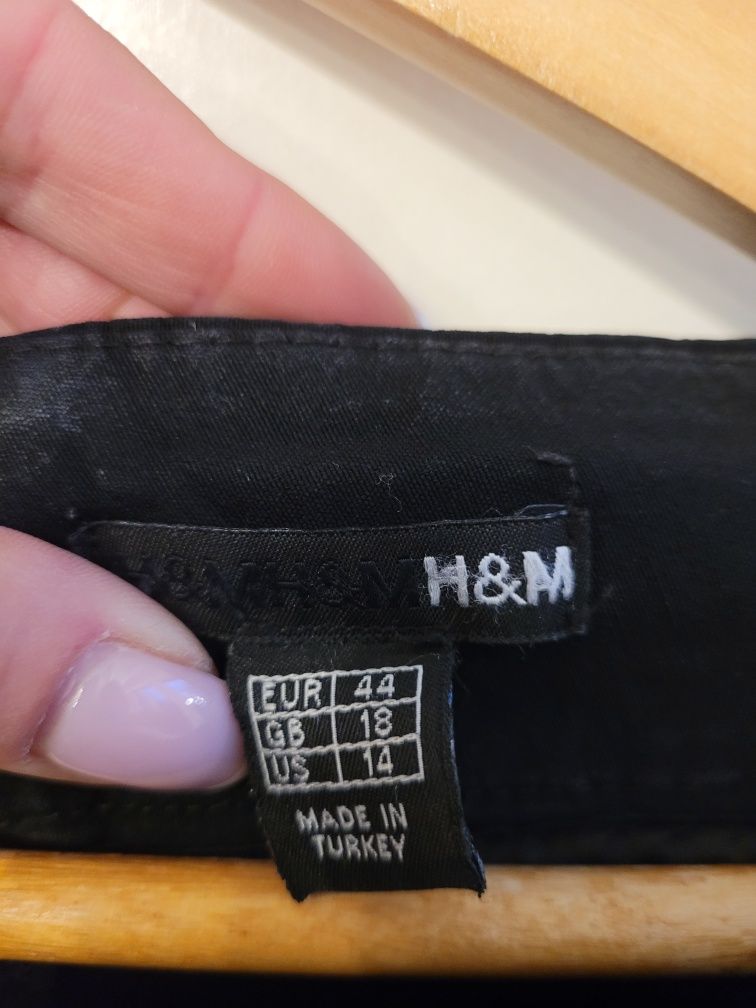 H&M H&M H&M
EUR 44
GB 18
US 14
MADE IN
TURKEY